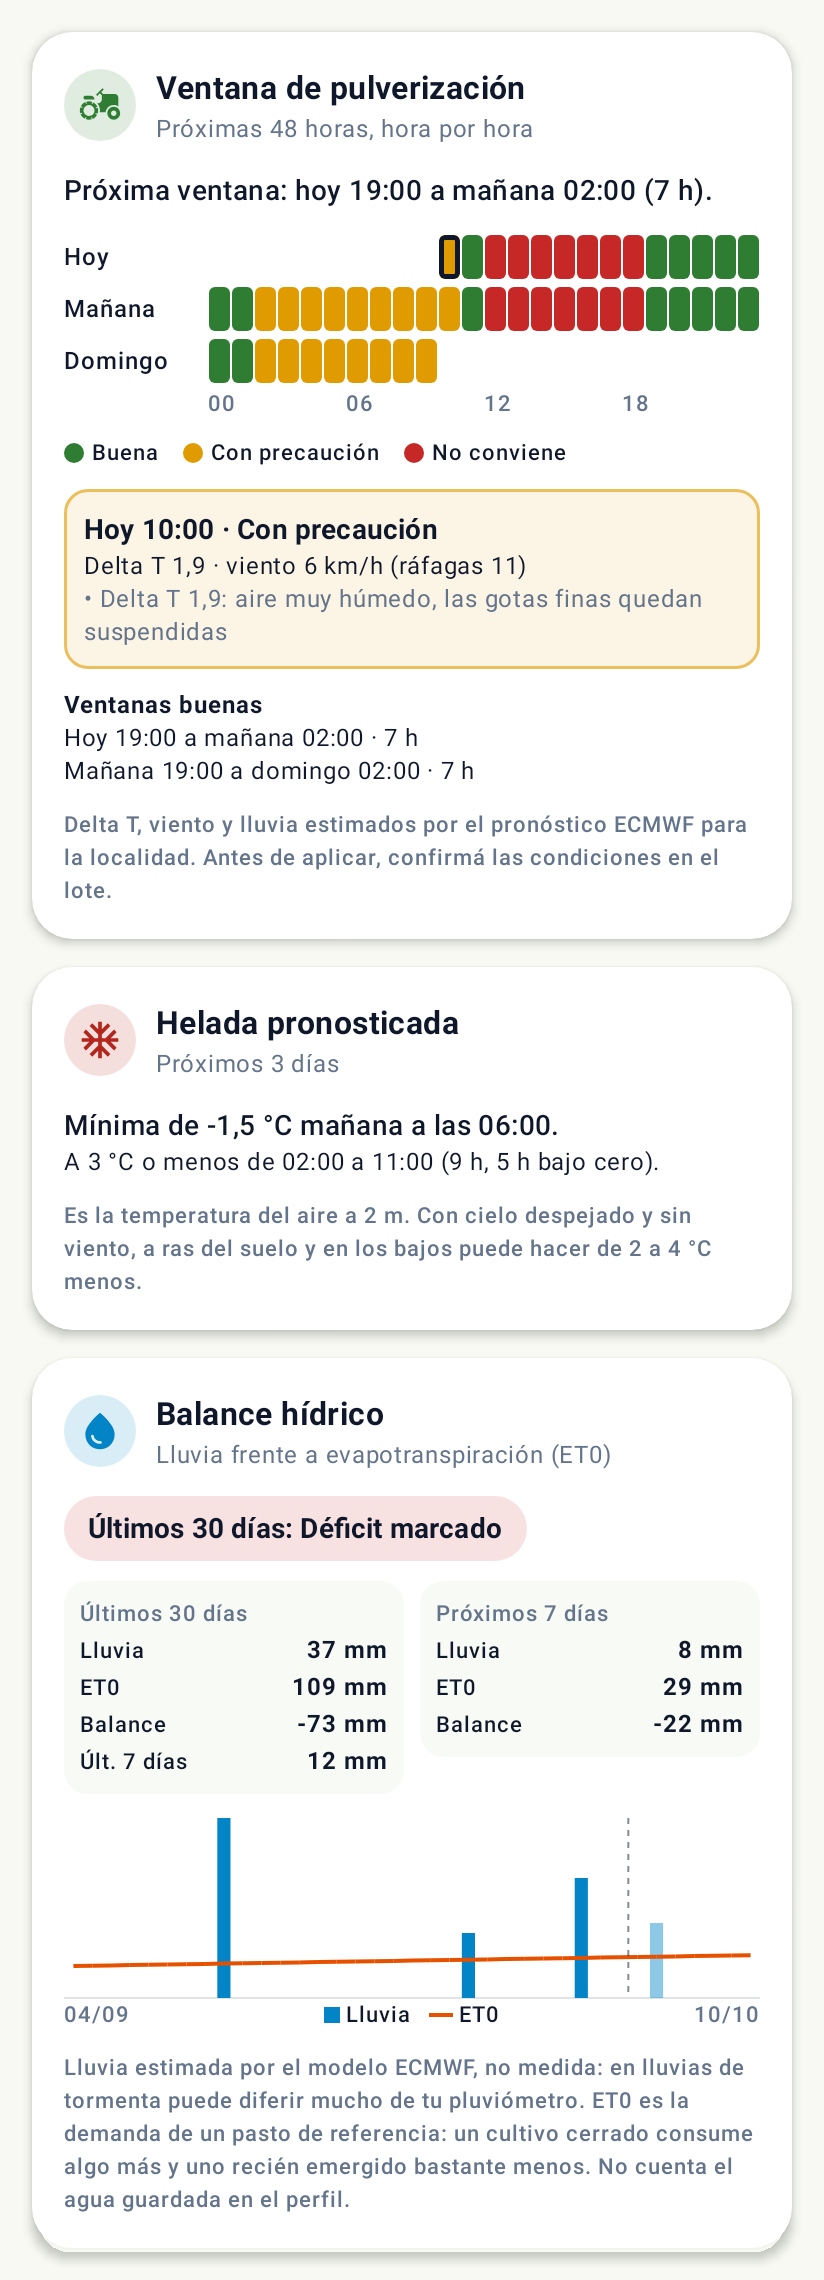 Ventana de pulverización
Próximas 48 horas, hora por hora
Próxima ventana: hoy 19:00 a mañana 02:00 (7 h).
Hoy
Mañana
Domingo
00 06 12 18
Buena Con precaución No conviene
Hoy 10:00 · Con precaución
Delta T 1,9 · viento 6 km/h (ráfagas 11)
• Delta T 1,9: aire muy húmedo, las gotas finas quedan
suspendidas
Ventanas buenas
Hoy 19:00 a mañana 02:00 · 7 h
Mañana 19:00 a domingo 02:00 · 7 h
Delta T, viento y lluvia estimados por el pronóstico ECMWF para
la localidad. Antes de aplicar, confirmá las condiciones en el
lote.
Helada pronosticada
Próximos 3 días
Mínima de -1,5 °C mañana a las 06:00.
A 3 °C o menos de 02:00 a 11:00 (9 h, 5 h bajo cero).
Es la temperatura del aire a 2 m. Con cielo despejado y sin
viento, a ras del suelo y en los bajos puede hacer de 2 a 4 °C
menos.
Balance hídrico
Lluvia frente a evapotranspiración (ET0)
Últimos 30 días: Déficit marcado
Últimos 30 días
Lluvia 37 mm
ET0 109 mm
Balance -73 mm
Últ. 7 días 12 mm
Próximos 7 días
Lluvia 8 mm
ET0 29 mm
Balance -22 mm
04/09 Lluvia ET0 10/10
Lluvia estimada por el modelo ECMWF, no medida: en lluvias de
tormenta puede diferir mucho de tu pluviómetro. ET0 es la
demanda de un pasto de referencia: un cultivo cerrado consume
algo más y uno recién emergido bastante menos. No cuenta el
agua guardada en el perfil.